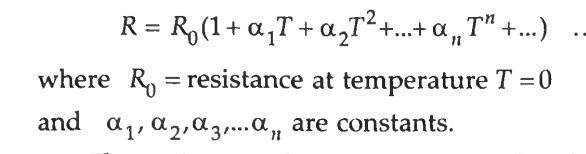 R = R₀(1 + α₁T + α₂T² +...+ αₙTⁿ +...) ..
where R₀ = resistance at temperature T = 0
and α₁, α₂, α₃,...αₙ are constants.